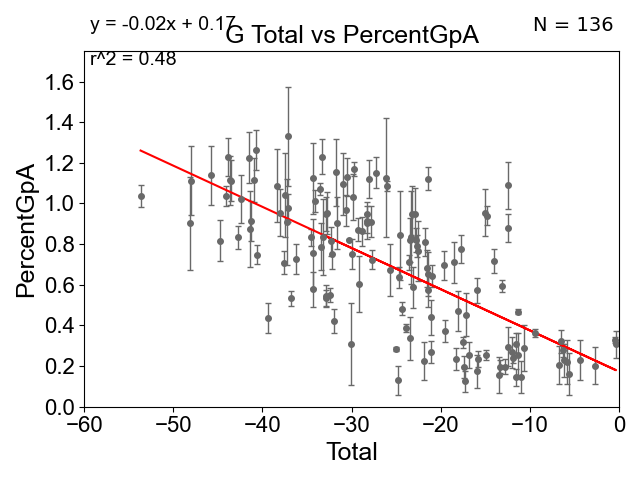 y = -0.02x + 0.17
N = 136
G Total vs PercentGpA
r^2 = 0.48
PercentGpA
1.6
1.4
1.2
1.0
0.8
0.6
0.4
0.2
0.0
−60 −50 −40 −30 −20 −10 0
Total